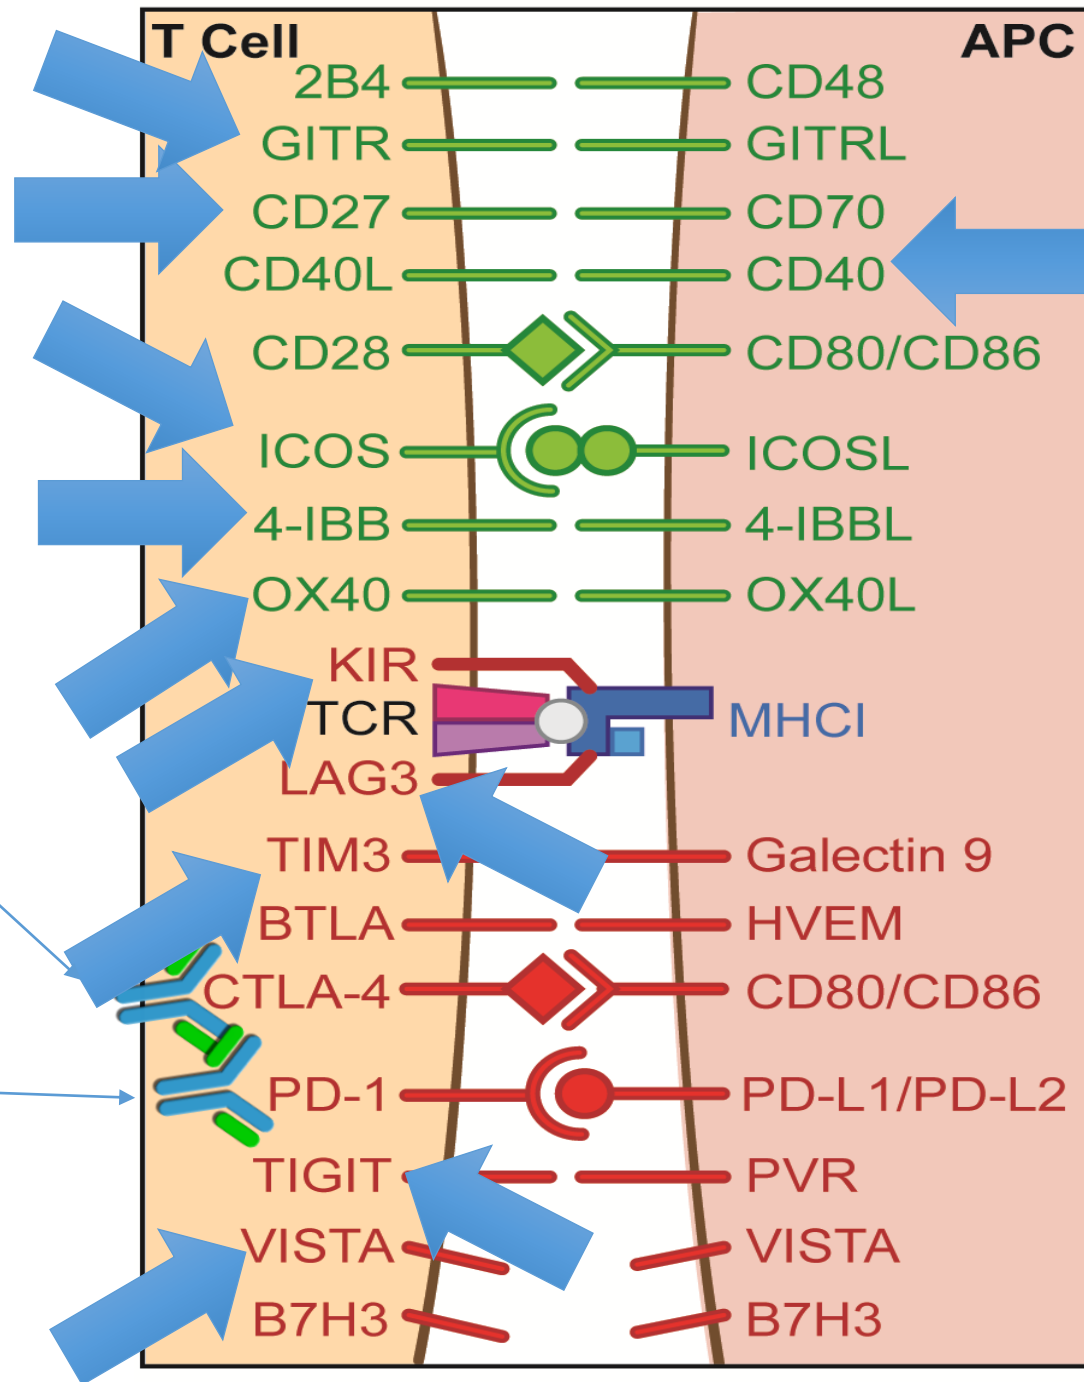 T Cell APC
2B4 CD48
GITR GITRL
CD27 CD70
CD40L CD40
CD28 CD80/CD86
ICOS ICOSL
4-IBB 4-IBBL
OX40 OX40L
KIR
TCR MHCI
LAG3
TIM3 Galectin 9
BTLA HVEM
CTLA-4 CD80/CD86
PD-1 PD-L1/PD-L2
TIGIT PVR
VISTA VISTA
B7H3 B7H3